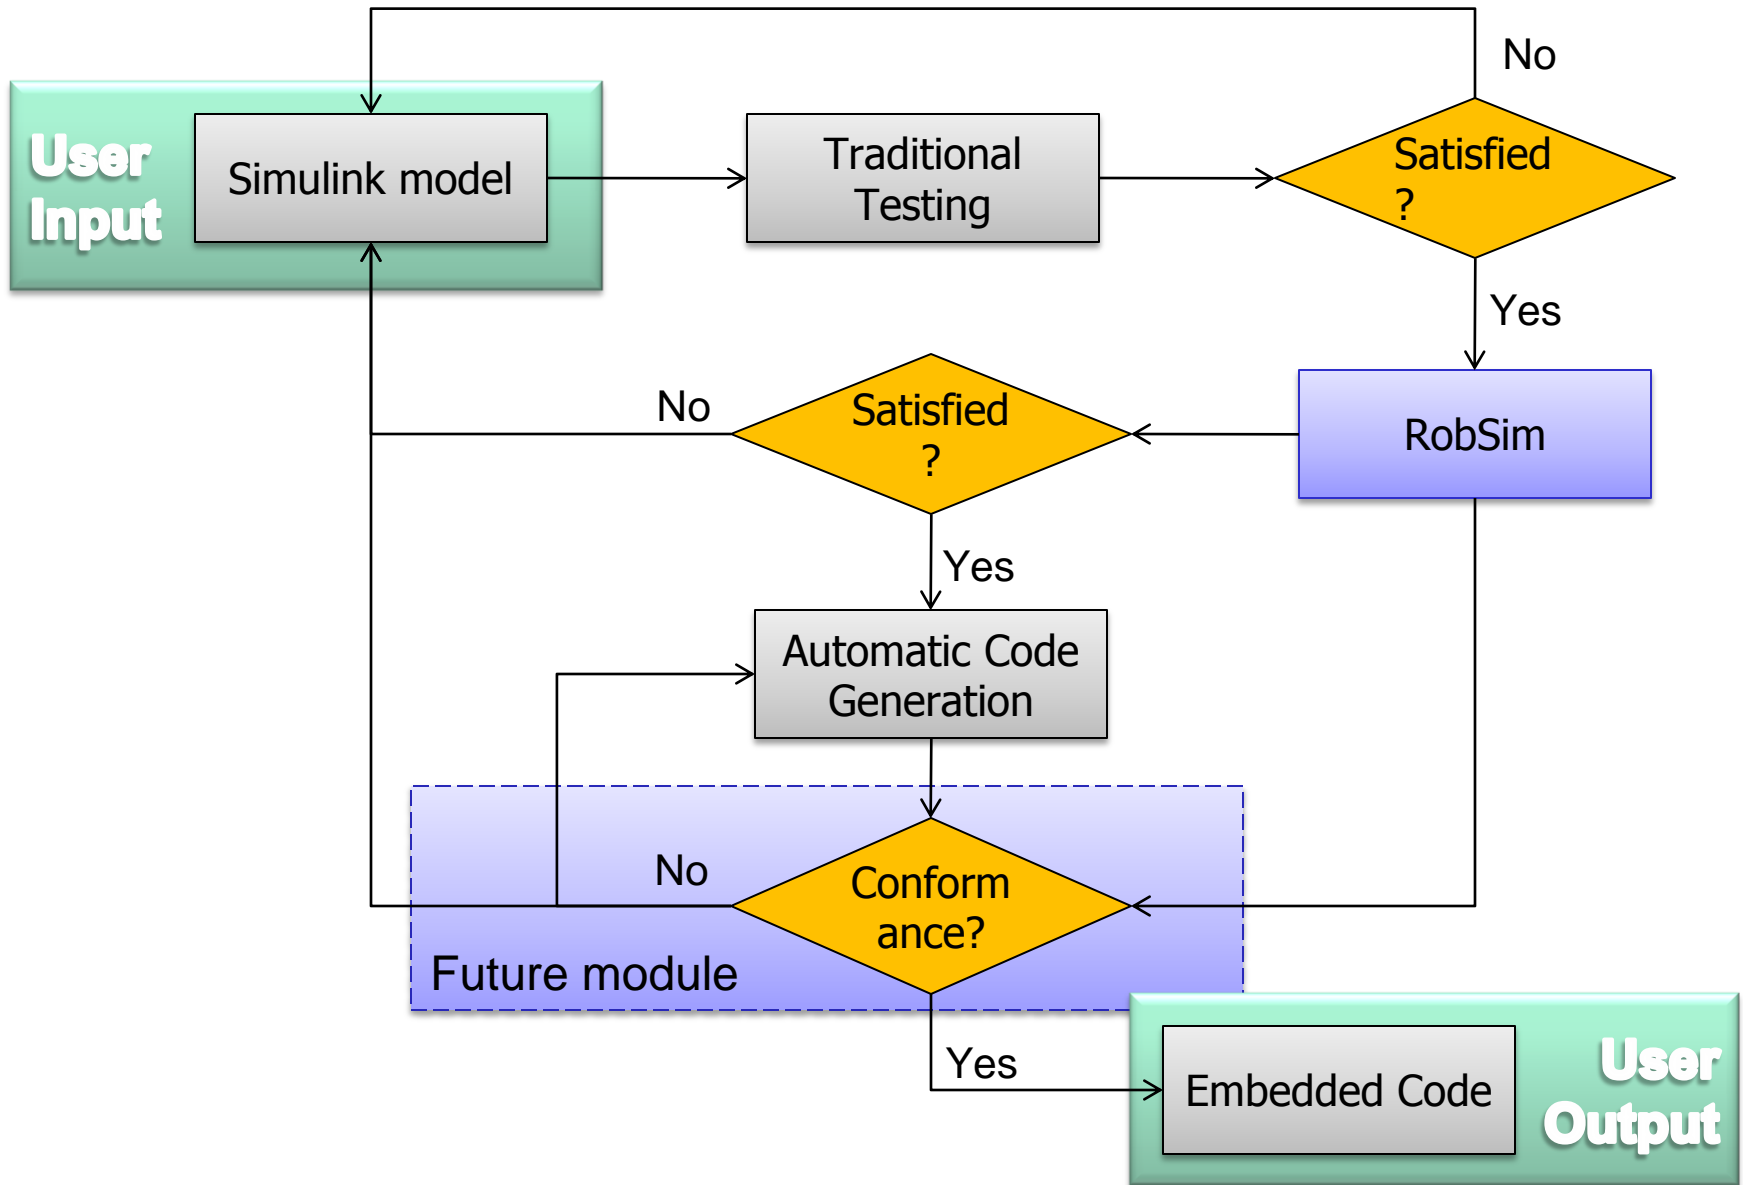 No
User
Input
Simulink model
Traditional
Testing
Satisfied
?
Yes
No
Satisfied
?
RobSim
Yes
Automatic Code
Generation
No
Conform
ance?
Future module
Yes
Embedded Code
User
Output